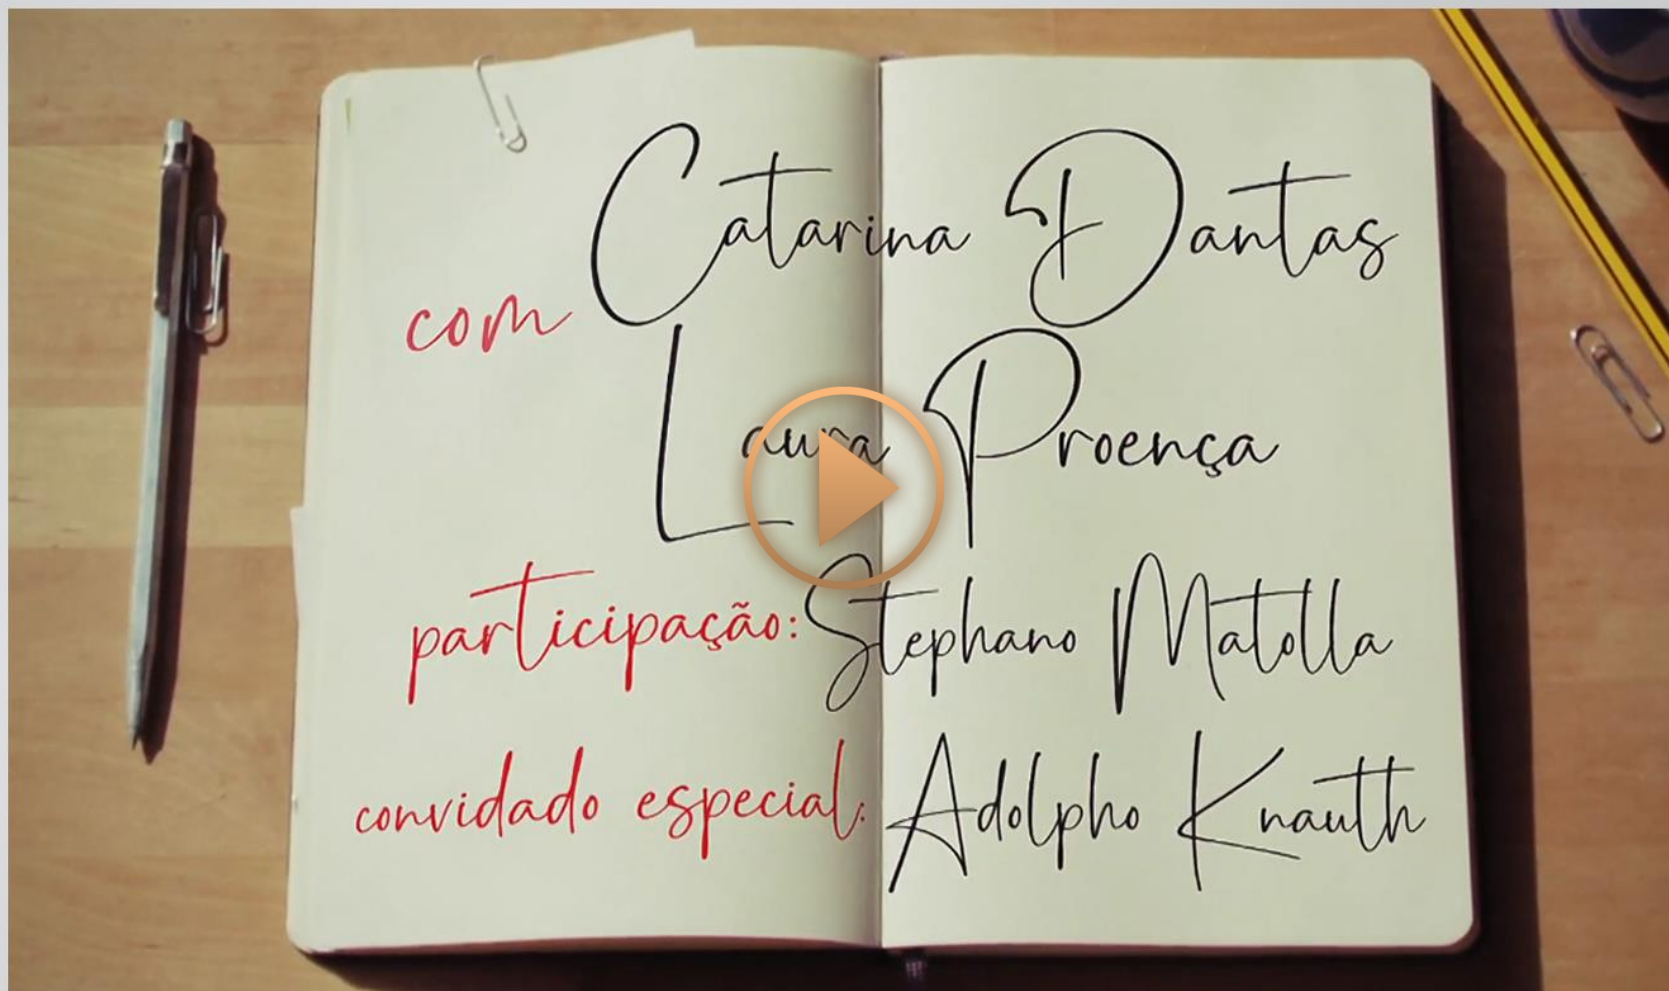 com Catarina Dantas
Laura Proença
participação: Stephano Matolla
convidado especial: Adolpho Knauth